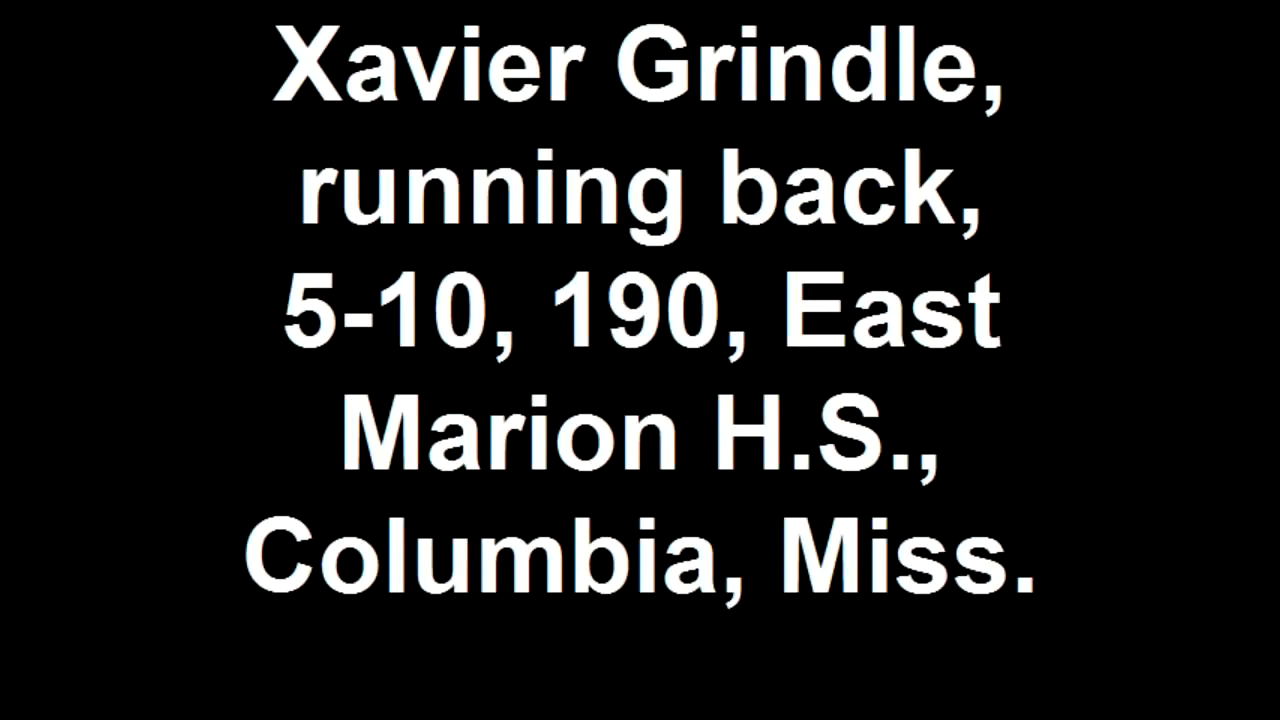 Xavier Grindle,
running back,
5-10, 190, East
Marion H.S.,
Columbia, Miss.